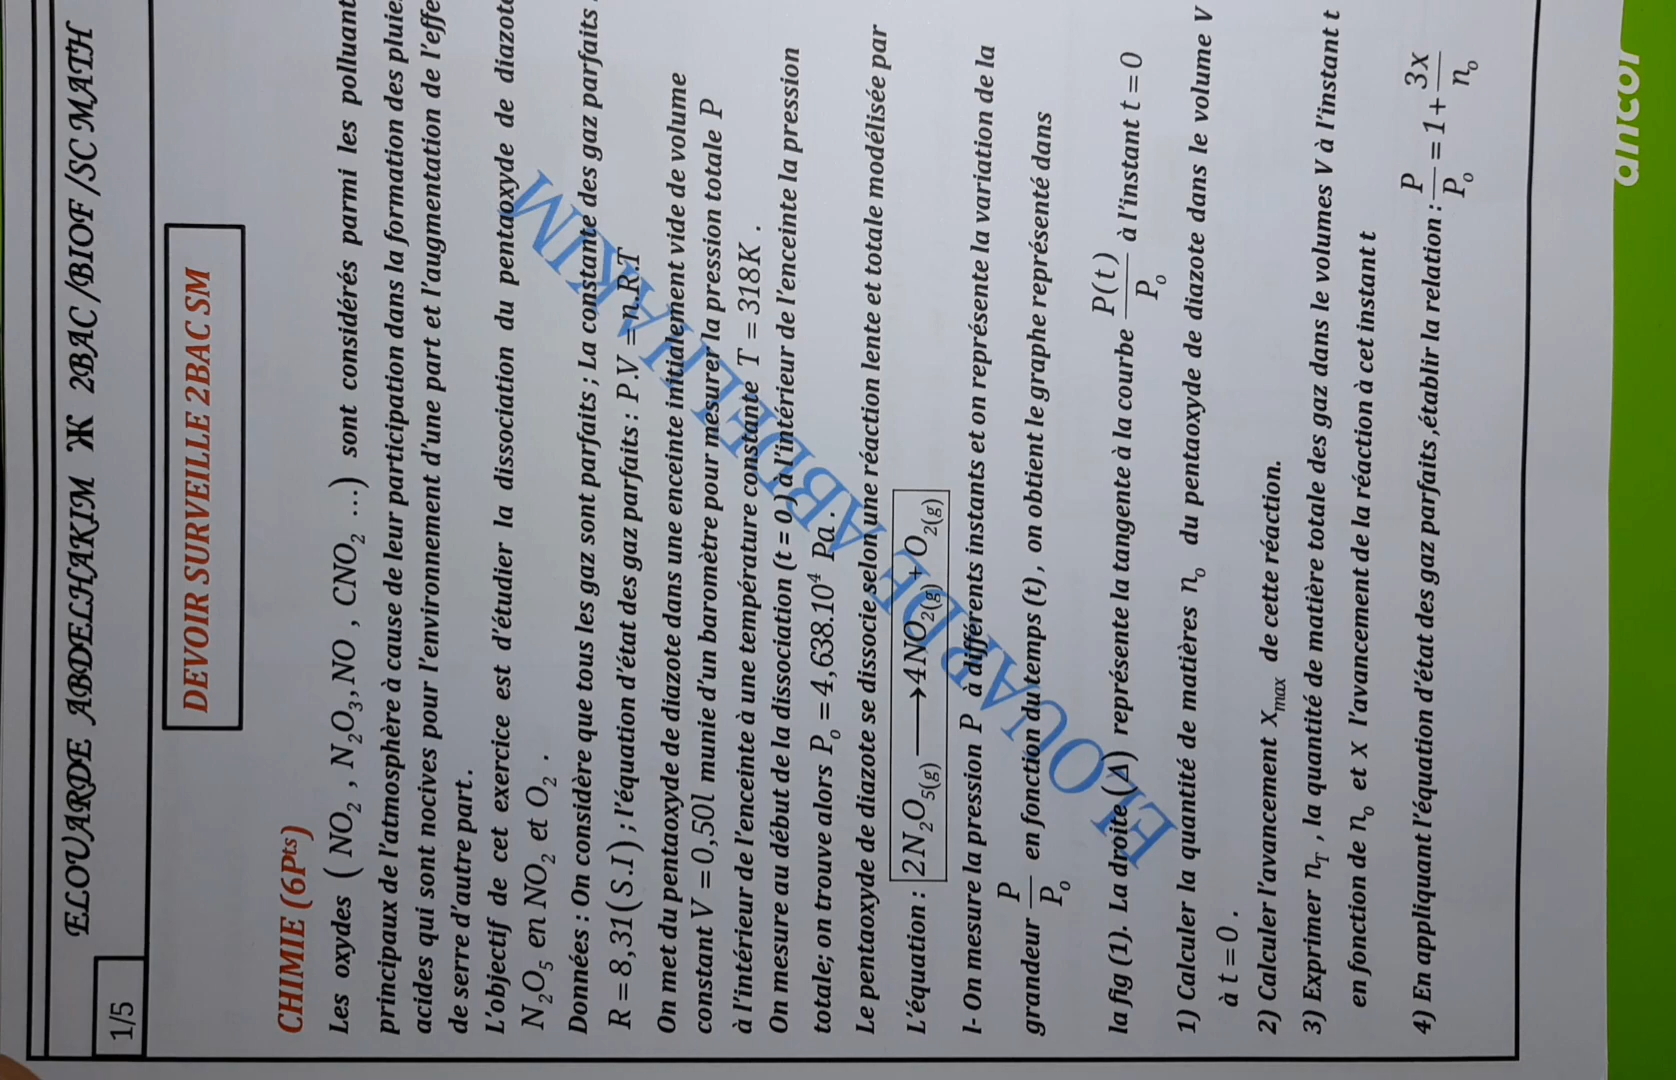 ELOUARDE ABDELHAKIM Ж 2BAC /BIOF /SC MATH
1/5
DEVOIR SURVEILLE 2BAC SM
CHIMIE (6Pts)
Les oxydes ( NO₂ , N₂O₃, NO , CNO₂ ...) sont considérés parmi les polluant
principaux de l'atmosphère à cause de leur participation dans la formation des pluie
acides qui sont nocives pour l'environnement d'une part et l'augmentation de l'effe
de serre d'autre part.
L'objectif de cet exercice est d'étudier la dissociation du pentaoxyde de diazote
N₂O₅ en NO₂ et O₂ .
Données : On considère que tous les gaz sont parfaits ; La constante des gaz parfaits
R = 8,31(S.I) ; l'équation d'état des gaz parfaits : P.V = n.R.T
On met du pentaoxyde de diazote dans une enceinte initialement vide de volume
constant V = 0,50l munie d'un baromètre pour mesurer la pression totale P
à l'intérieur de l'enceinte à une température constante T = 318K .
On mesure au début de la dissociation (t = 0) à l'intérieur de l'enceinte la pression
totale; on trouve alors P₀ = 4,638.10⁴ Pa .
Le pentaoxyde de diazote se dissocie selon une réaction lente et totale modélisée par
L'équation : 2N₂O₅(g) ⟶ 4NO₂(g) + O₂(g)
I- On mesure la pression P à différents instants et on représente la variation de la
grandeur P/P₀ en fonction du temps (t) , on obtient le graphe représenté dans
la fig (1). La droite (Δ) représente la tangente à la courbe P(t)/P₀ à l'instant t = 0
1) Calculer la quantité de matières n₀ du pentaoxyde de diazote dans le volume V
à t = 0 .
2) Calculer l'avancement X_max de cette réaction.
3) Exprimer n_T , la quantité de matière totale des gaz dans le volumes V à l'instant t
en fonction de n₀ et x l'avancement de la réaction à cet instant t
4) En appliquant l'équation d'état des gaz parfaits ,établir la relation : P/P₀ = 1 + 3x/n₀
ELOUARDE ABDELHAKIM